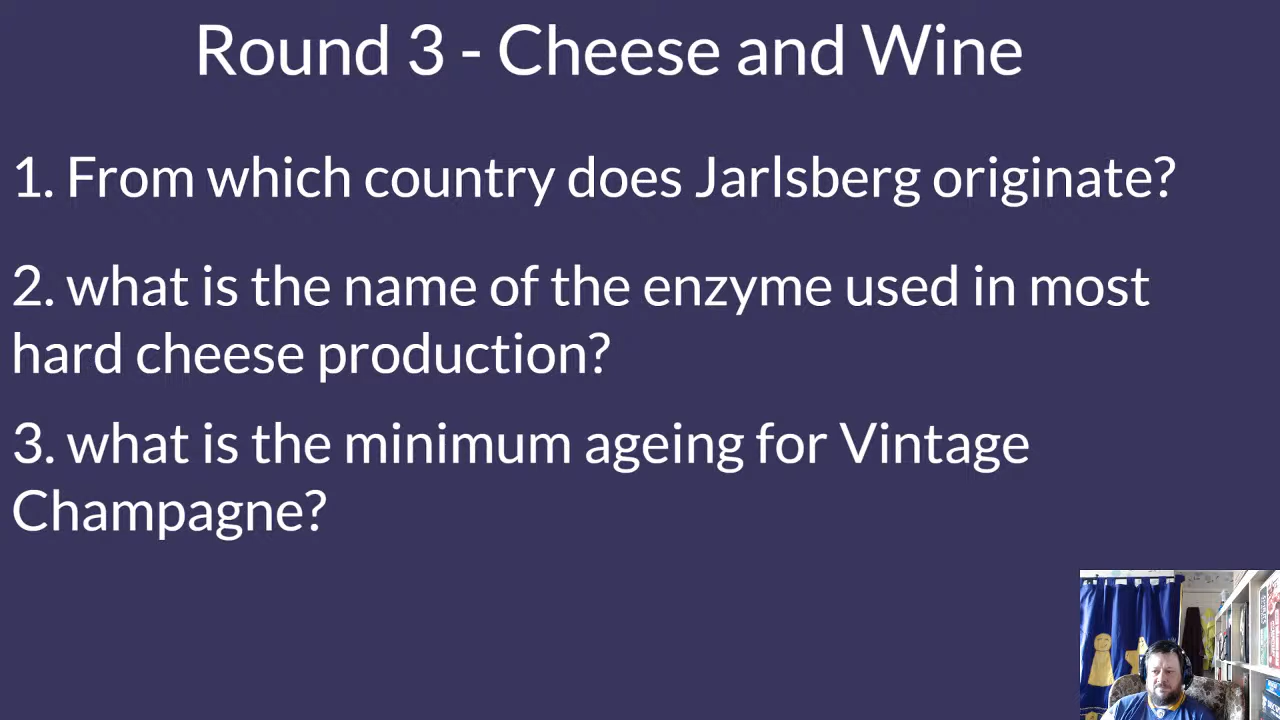 Round 3 - Cheese and Wine
1. From which country does Jarlsberg originate?
2. what is the name of the enzyme used in most
hard cheese production?
3. what is the minimum ageing for Vintage
Champagne?